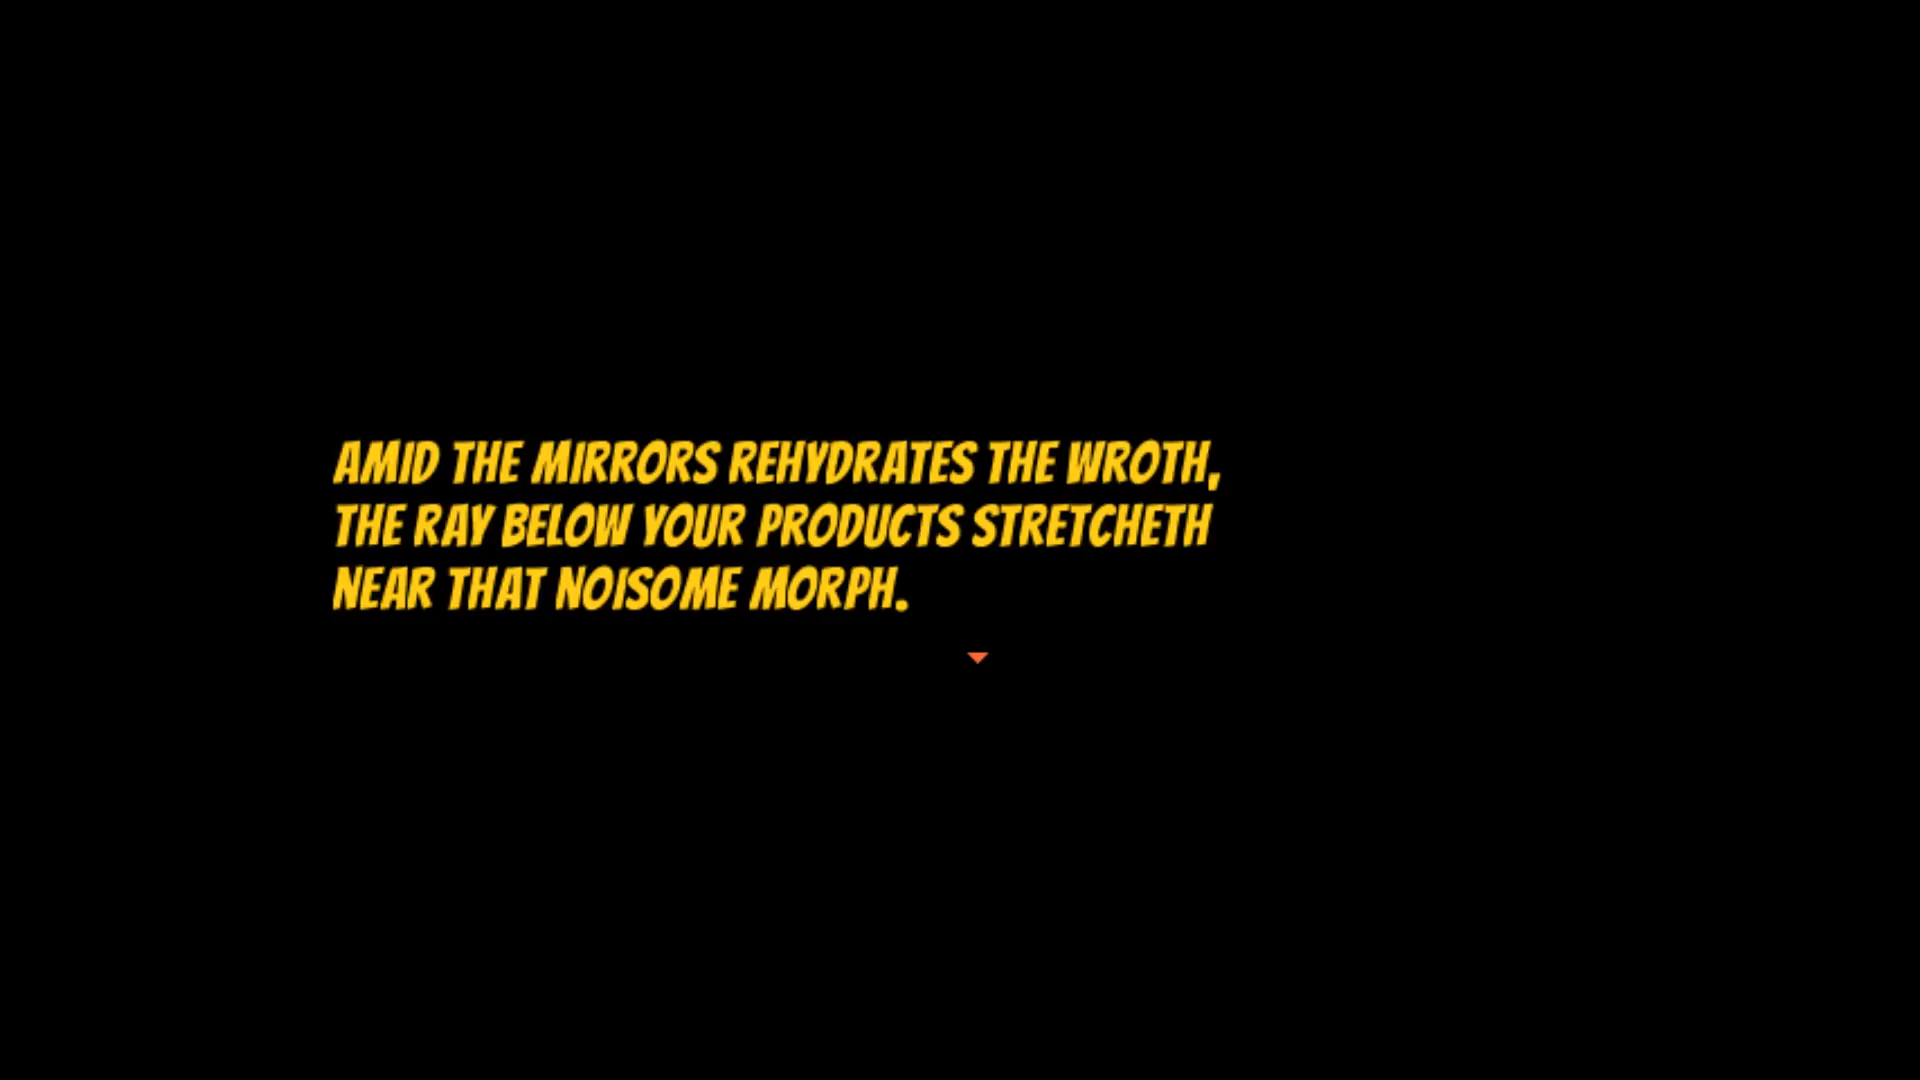 AMID THE MIRRORS REHYDRATES THE WROTH,
THE RAY BELOW YOUR PRODUCTS STRETCHETH
NEAR THAT NOISOME MORPH.